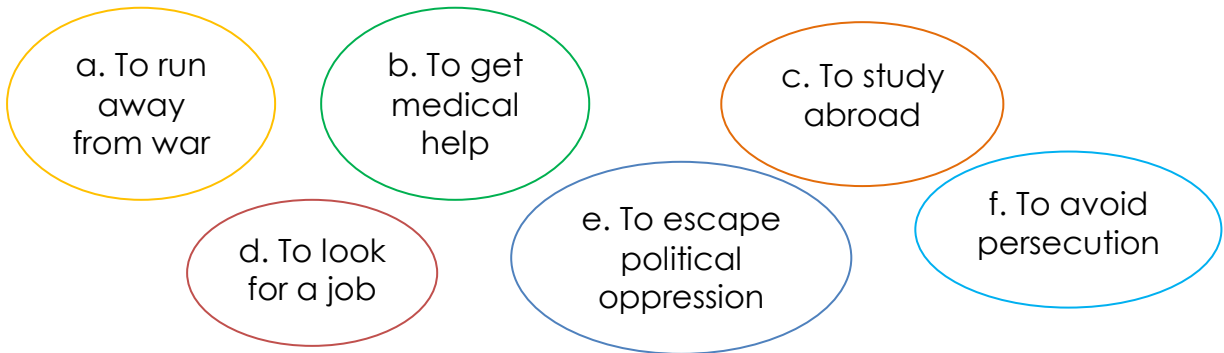 a. To run
away
from war
b. To get
medical
help
c. To study
abroad
d. To look
for a job
e. To escape
political
oppression
f. To avoid
persecution